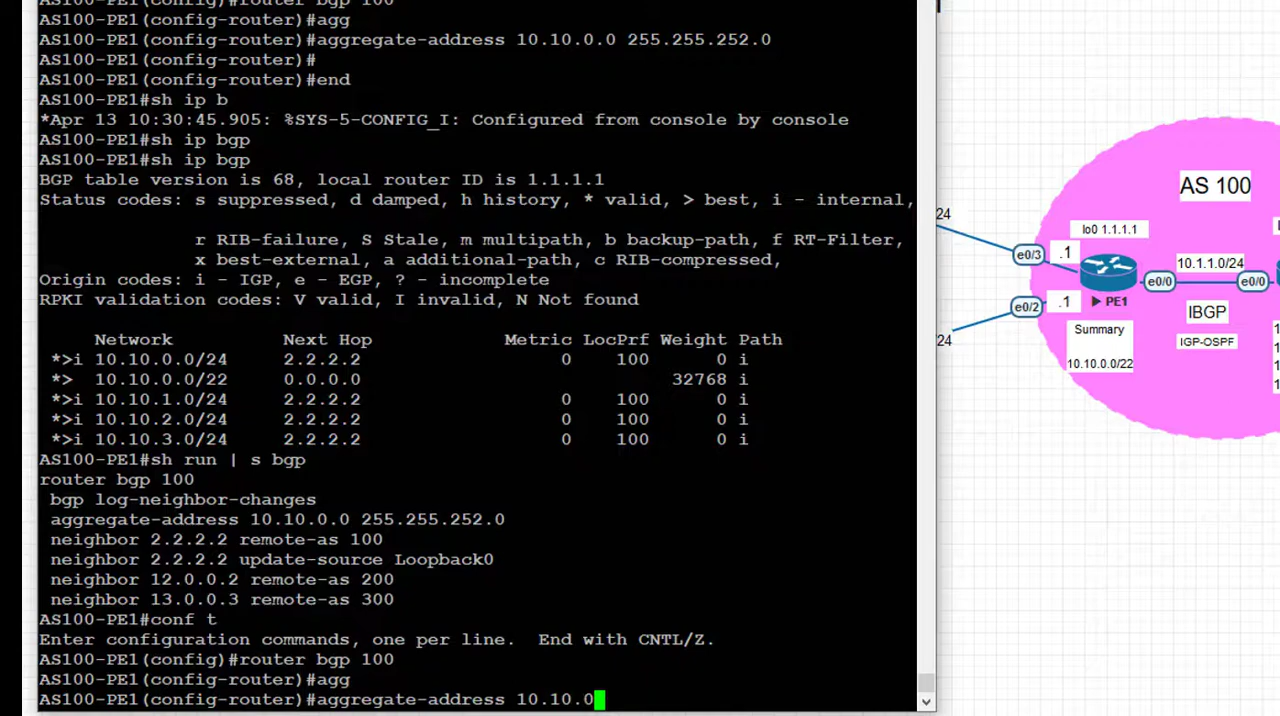 AS100-PE1(config)#router bgp 100
AS100-PE1(config-router)#agg
AS100-PE1(config-router)#aggregate-address 10.10.0.0 255.255.252.0
AS100-PE1(config-router)#
AS100-PE1(config-router)#end
AS100-PE1#sh ip b
*Apr 13 10:30:45.905: %SYS-5-CONFIG_I: Configured from console by console
AS100-PE1#sh ip bgp
AS100-PE1#sh ip bgp
BGP table version is 68, local router ID is 1.1.1.1
Status codes: s suppressed, d damped, h history, * valid, > best, i - internal,
r RIB-failure, S Stale, m multipath, b backup-path, f RT-Filter,
x best-external, a additional-path, c RIB-compressed,
Origin codes: i - IGP, e - EGP, ? - incomplete
RPKI validation codes: V valid, I invalid, N Not found
Network Next Hop Metric LocPrf Weight Path
*>i 10.10.0.0/24 2.2.2.2 0 100 0 i
*> 10.10.0.0/22 0.0.0.0 32768 i
*>i 10.10.1.0/24 2.2.2.2 0 100 0 i
*>i 10.10.2.0/24 2.2.2.2 0 100 0 i
*>i 10.10.3.0/24 2.2.2.2 0 100 0 i
AS100-PE1#sh run | s bgp
router bgp 100
bgp log-neighbor-changes
aggregate-address 10.10.0.0 255.255.252.0
neighbor 2.2.2.2 remote-as 100
neighbor 2.2.2.2 update-source Loopback0
neighbor 12.0.0.2 remote-as 200
neighbor 13.0.0.3 remote-as 300
AS100-PE1#conf t
Enter configuration commands, one per line. End with CNTL/Z.
AS100-PE1(config)#router bgp 100
AS100-PE1(config-router)#agg
AS100-PE1(config-router)#aggregate-address 10.10.0
AS 100
24
lo0 1.1.1.1
e0/3
.1
10.1.1.0/24
e0/0
e0/0
e0/2
.1
PE1
IBGP
24
Summary
10.10.0.0/22
IGP-OSPF